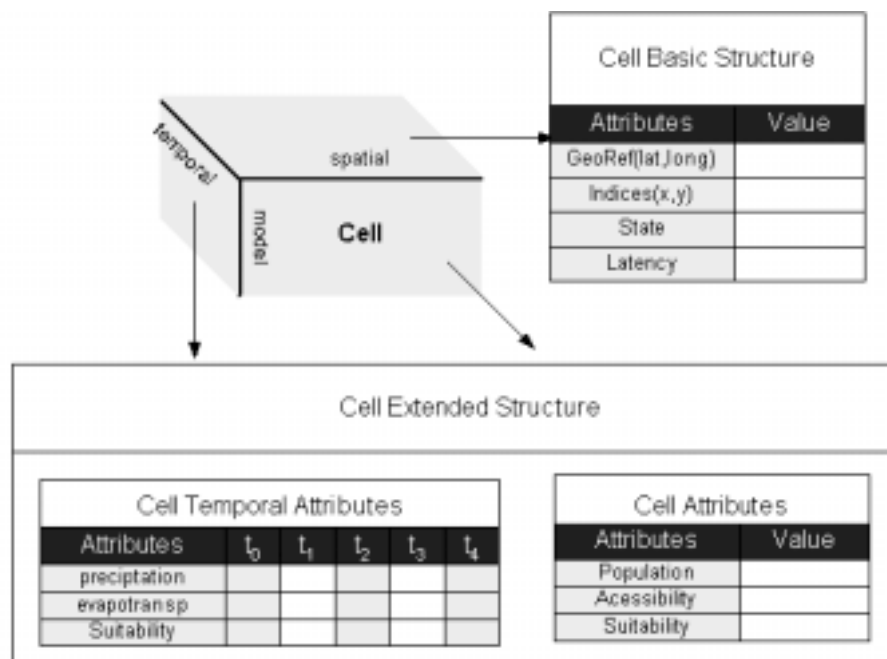 Cell Basic Structure
Attributes Value
GeoRef(lat,long)
Indices(x,y)
State
Latency
temporal
spatial
model
Cell
Cell Extended Structure
Cell Temporal Attributes
Attributes t0 t1 t2 t3 t4
preciptation
evapotransp
Suitability
Cell Attributes
Attributes Value
Population
Acessibility
Suitability